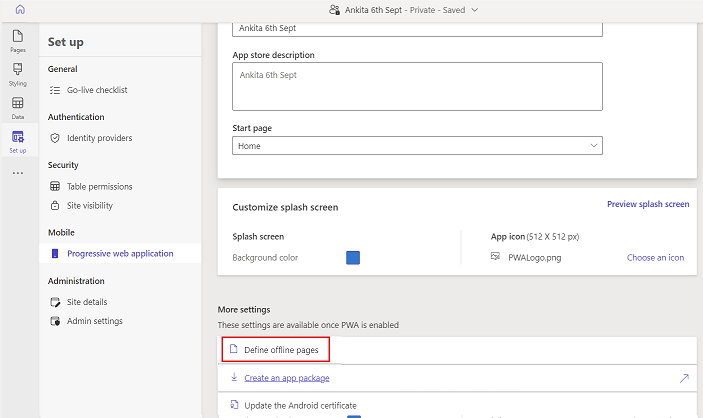 Ankita 6th Sept - Private - Saved
Pages
Styling
Data
Set up
Set up
General
Go-live checklist
Authentication
Identity providers
Security
Table permissions
Site visibility
Mobile
Progressive web application
Administration
Site details
Admin settings
Ankita 6th Sept
App store description
Ankita 6th Sept
Start page
Home
Customize splash screen
Preview splash screen
Splash screen
Background color
App icon (512 X 512 px)
PWALogo.png
Choose an icon
More settings
These settings are available once PWA is enabled
Define offline pages
Create an app package
Update the Android certificate